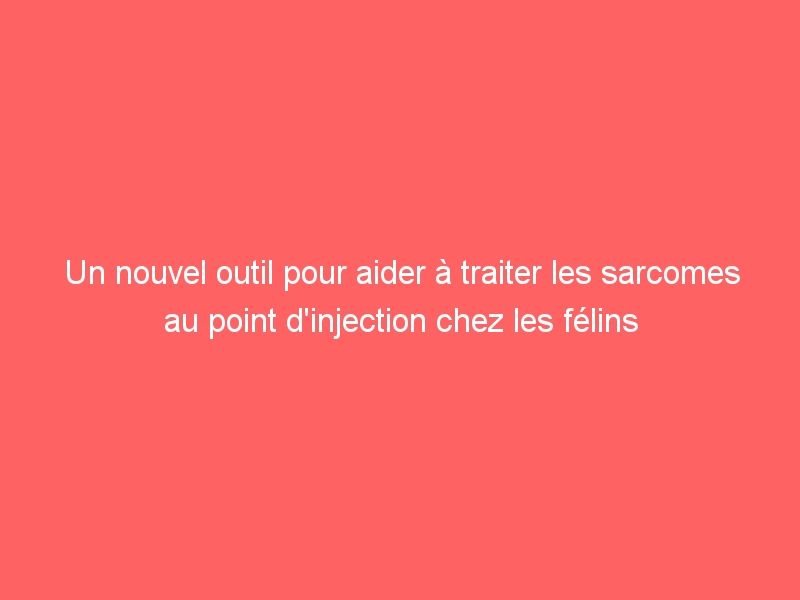 Un nouvel outil pour aider à traiter les sarcomes
au point d'injection chez les félins